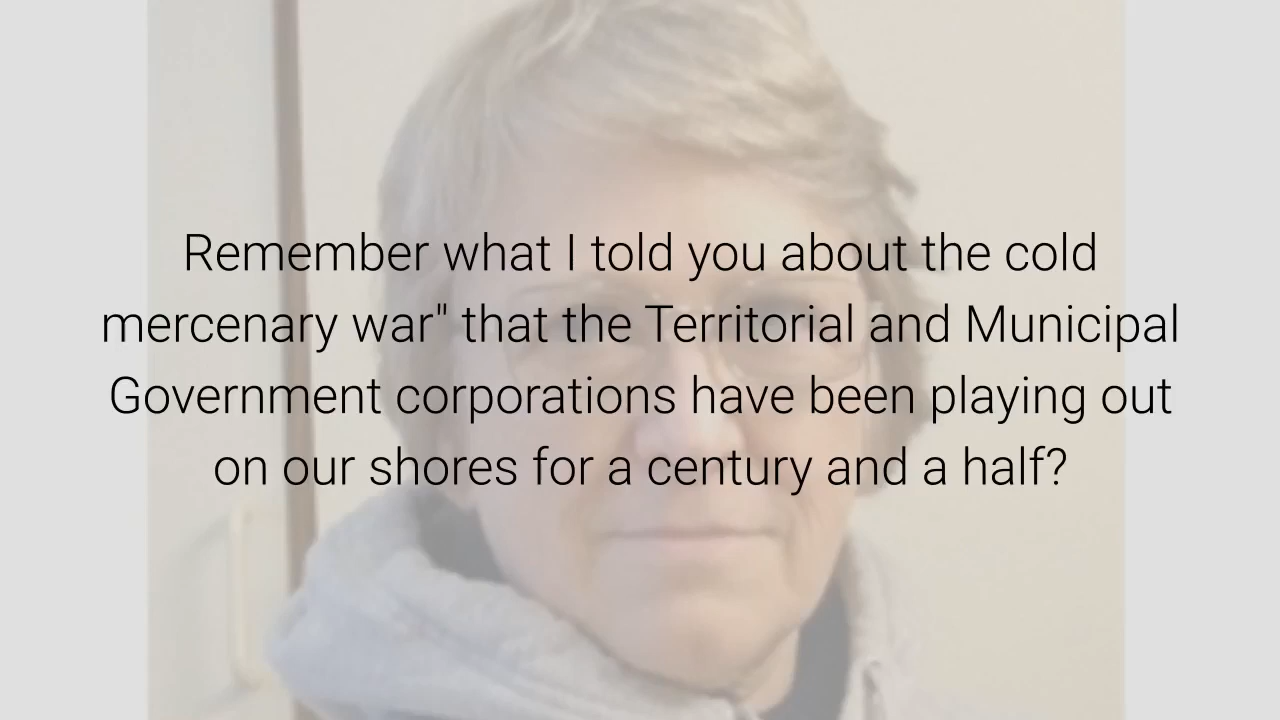 Remember what I told you about the cold
mercenary war" that the Territorial and Municipal
Government corporations have been playing out
on our shores for a century and a half?